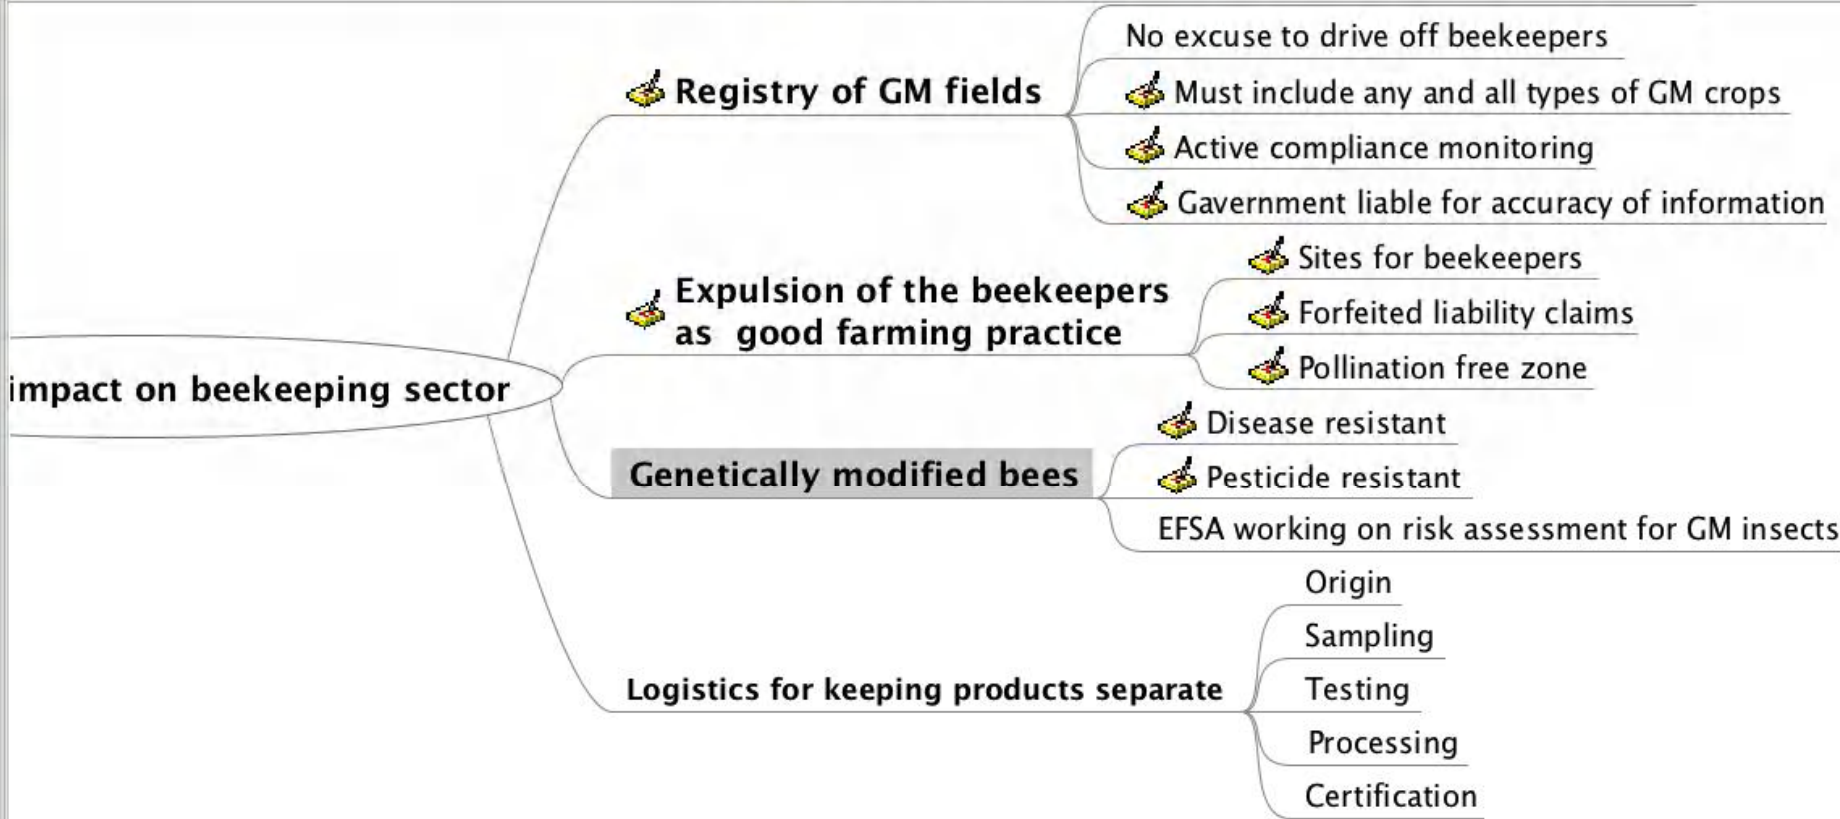 impact on beekeeping sector
Registry of GM fields
No excuse to drive off beekeepers
Must include any and all types of GM crops
Active compliance monitoring
Gavernment liable for accuracy of information
Expulsion of the beekeepers
as good farming practice
Sites for beekeepers
Forfeited liability claims
Pollination free zone
Genetically modified bees
Disease resistant
Pesticide resistant
EFSA working on risk assessment for GM insects
Logistics for keeping products separate
Origin
Sampling
Testing
Processing
Certification